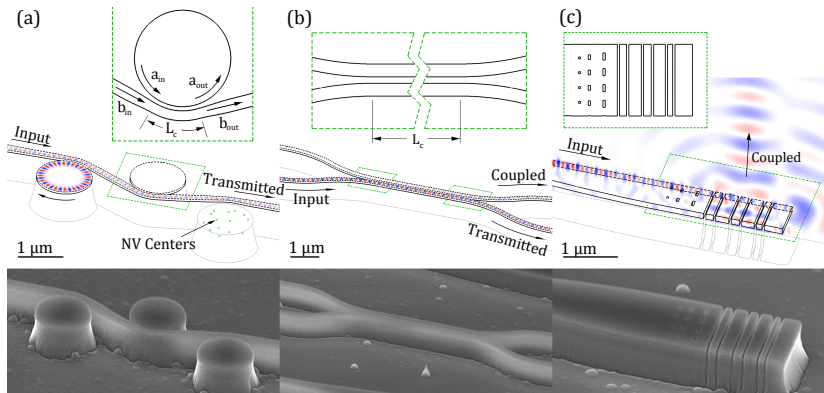 (a)
a_in
a_out
b_in
L_c
b_out
Input
Transmitted
NV Centers
1 μm
(b)
L_c
Input
Coupled
Transmitted
1 μm
(c)
Input
Coupled
1 μm